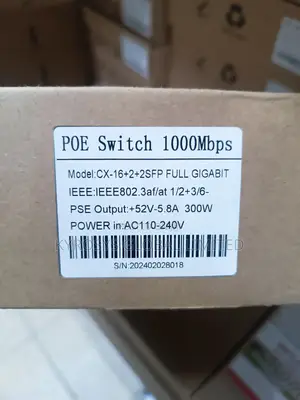 POE Switch 1000Mbps
Model:CX-16+2+2SFP FULL GIGABIT
IEEE:IEEE802.3af/at 1/2+3/6-
PSE Output:+52V-5.8A 300W
POWER in:AC110-240V
S/N:202402028018